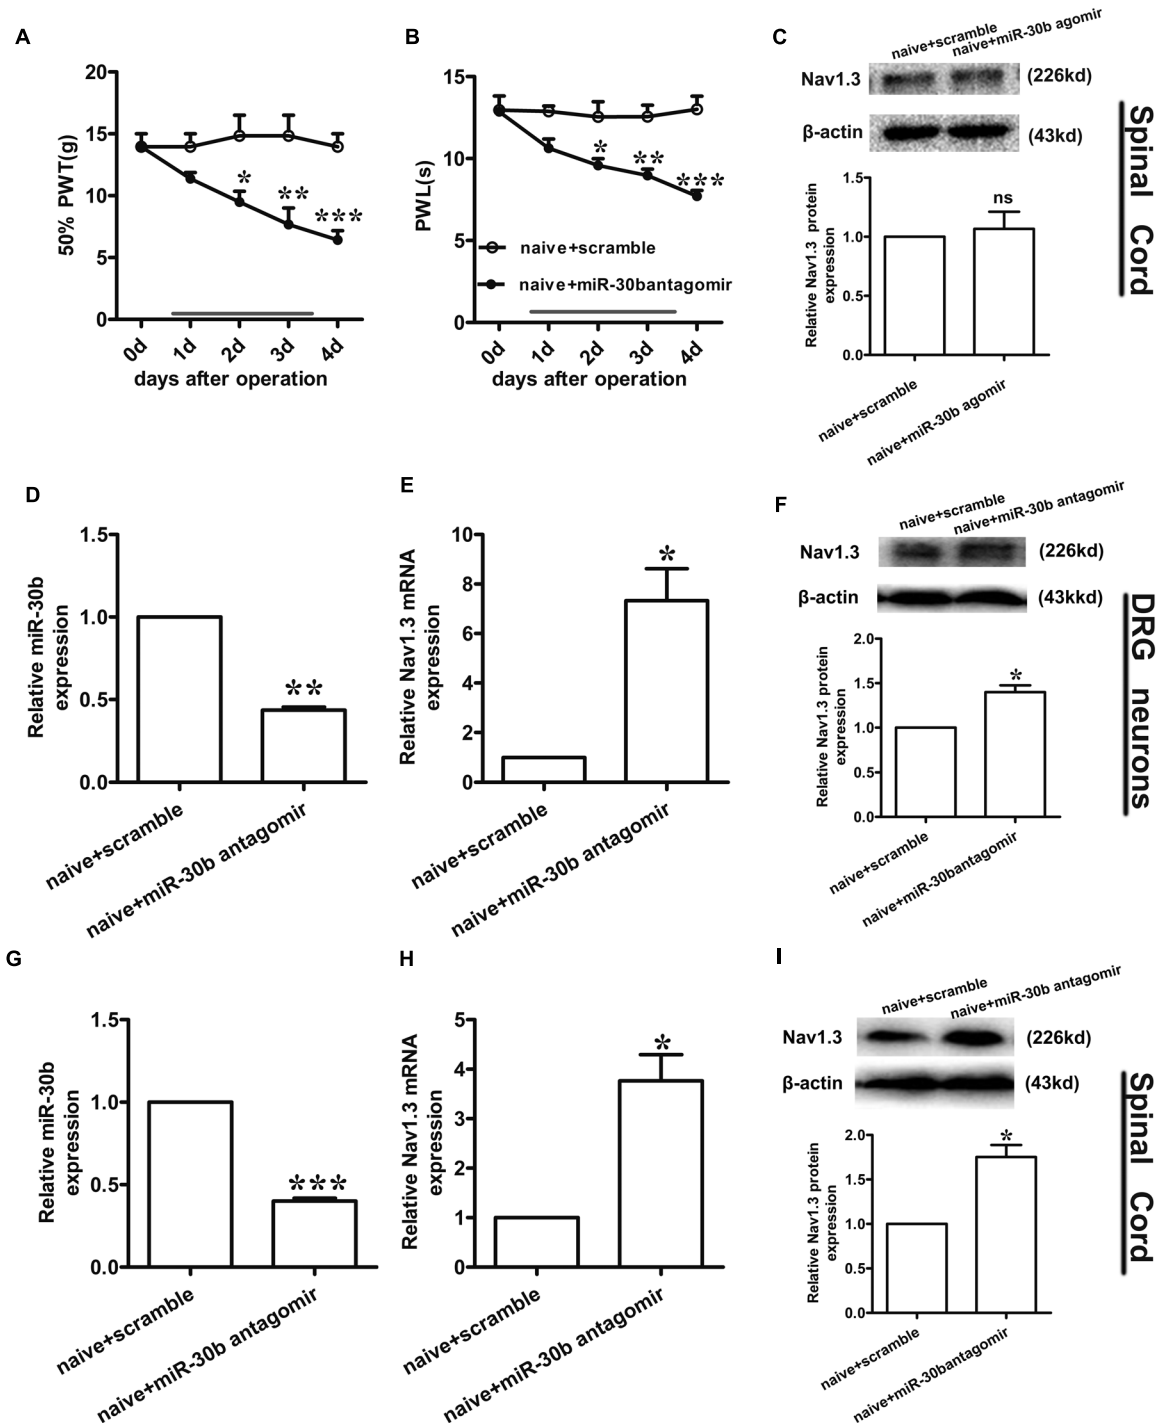 A
20
15
10
5
0
50% PWT(g)
*
**
***
0d
1d
2d
3d
4d
days after operation
B
15
10
5
0
PWL(s)
*
**
***
naive+scramble
naive+miR-30bantagomir
0d
1d
2d
3d
4d
days after operation
C
naive+scramble
naive+miR-30b agomir
Nav1.3
(226kd)
β-actin
(43kd)
1.5
1.0
0.5
0.0
Relative Nav1.3 protein
expression
ns
naive+scramble
naive+miR-30b agomir
Spinal Cord
D
1.5
1.0
0.5
0.0
Relative miR-30b
expression
**
naive+scramble
naive+miR-30b antagomir
E
10
8
6
4
2
0
Relative Nav1.3 mRNA
expression
*
naive+scramble
naive+miR-30b antagomir
F
naive+scramble
naive+miR-30b antagomir
Nav1.3
(226kd)
β-actin
(43kkd)
2.0
1.5
1.0
0.5
0.0
Relative Nav1.3 protein
expression
*
naive+scramble
naive+miR-30bantagomir
DRG neurons
G
1.5
1.0
0.5
0.0
Relative miR-30b
expression
***
naive+scramble
naive+miR-30b antagomir
H
5
4
3
2
1
0
Relative Nav1.3 mRNA
expression
*
naive+scramble
naive+miR-30b antagomir
I
naive+scramble
naive+miR-30b antagomir
Nav1.3
(226kd)
β-actin
(43kd)
2.0
1.5
1.0
0.5
0.0
Relative Nav1.3 protein
expression
*
naive+scramble
naive+miR-30bantagomir
Spinal Cord